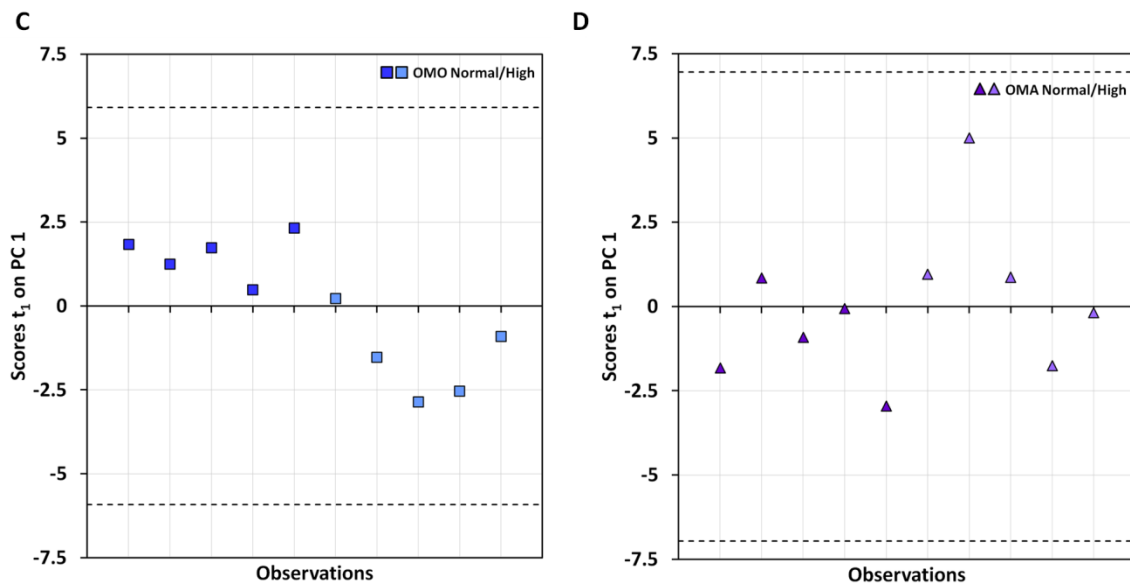 C
7.5
5
2.5
0
-2.5
-5
-7.5
Scores t₁ on PC 1
OMO Normal/High
Observations
D
7.5
5
2.5
0
-2.5
-5
-7.5
Scores t₁ on PC 1
OMA Normal/High
Observations